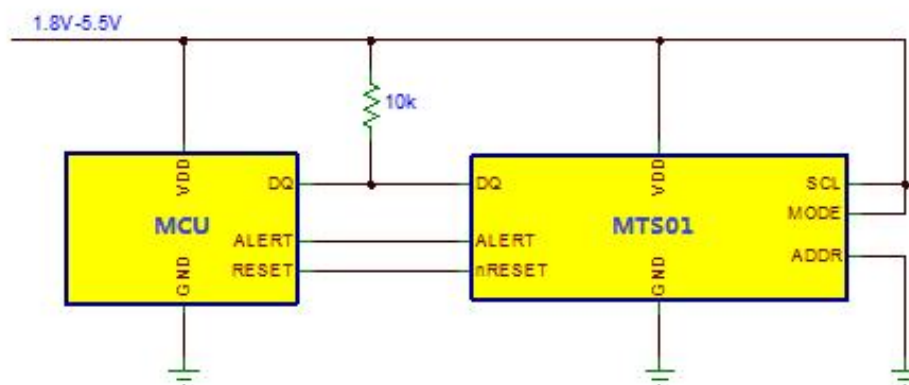 1.8V-5.5V
10k
VDD
DQ
MCU
ALERT
RESET
GND
VDD
DQ
SCL
MODE
MTS01
ALERT
ADDR
nRESET
GND